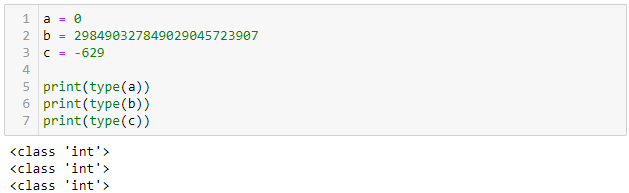 1 a = 0
2 b = 298490327849029045723907
3 c = -629
4
5 print(type(a))
6 print(type(b))
7 print(type(c))
<class 'int'>
<class 'int'>
<class 'int'>